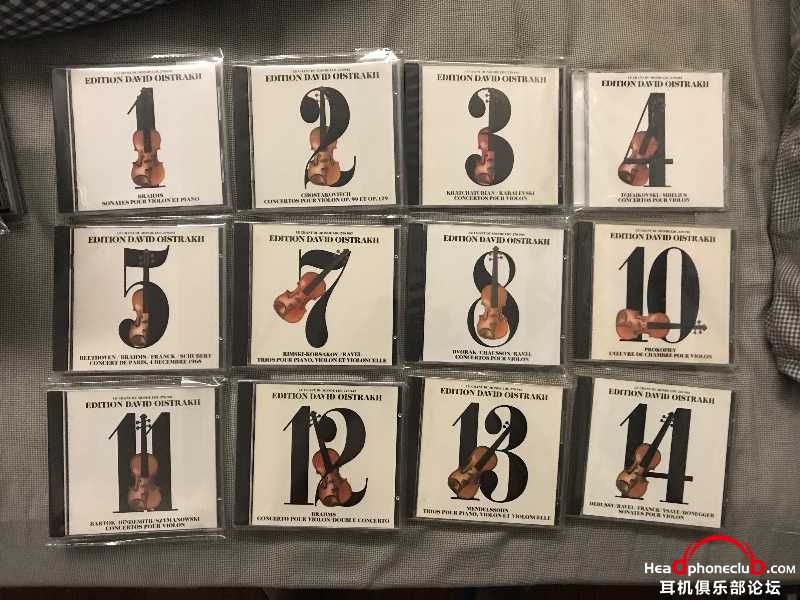 EDITION DAVID OISTRAKH
1
BRAHMS
SONATES POUR VIOLON ET PIANO
EDITION DAVID OISTRAKH
2
CHOSTAKOVITCH
CONCERTOS POUR VIOLON OP. 99 ET OP. 129
EDITION DAVID OISTRAKH
3
KHATCHATURIAN / KABALEVSKI
CONCERTOS POUR VIOLON
EDITION DAVID OISTRAKH
4
TCHAIKOVSKI / SIBELIUS
CONCERTOS POUR VIOLON
EDITION DAVID OISTRAKH
5
BEETHOVEN / BRAHMS / FRANCK / SCHUBERT
CONCERT DE PARIS, 4 DECEMBRE 1968
EDITION DAVID OISTRAKH
7
RIMSKI-KORSAKOV / RAVEL
TRIOS POUR PIANO, VIOLON ET VIOLONCELLE
EDITION DAVID OISTRAKH
8
DVORAK / CHAUSSON / RAVEL
CONCERTOS POUR VIOLON
EDITION DAVID OISTRAKH
10
PROKOFIEV
L'ŒUVRE DE CHAMBRE POUR VIOLON
EDITION DAVID OISTRAKH
11
BARTOK / HINDEMITH / SZYMANOWSKI
CONCERTOS POUR VIOLON
EDITION DAVID OISTRAKH
12
BRAHMS
CONCERTO POUR VIOLON / DOUBLE CONCERTO
EDITION DAVID OISTRAKH
13
MENDELSSOHN
TRIOS POUR PIANO, VIOLON ET VIOLONCELLE
EDITION DAVID OISTRAKH
14
DEBUSSY / RAVEL / FRANCK / YSAYE / HONEGGER
SONATES POUR VIOLON
Headphoneclub.com
耳机俱乐部论坛